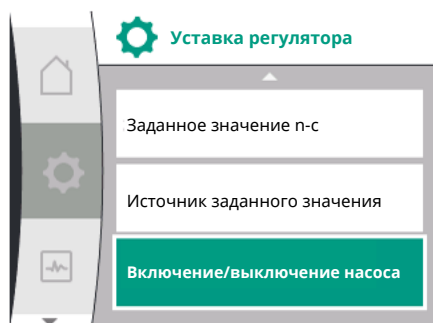 Уставка регулятора
Заданное значение n-c
Источник заданного значения
Включение/выключение насоса